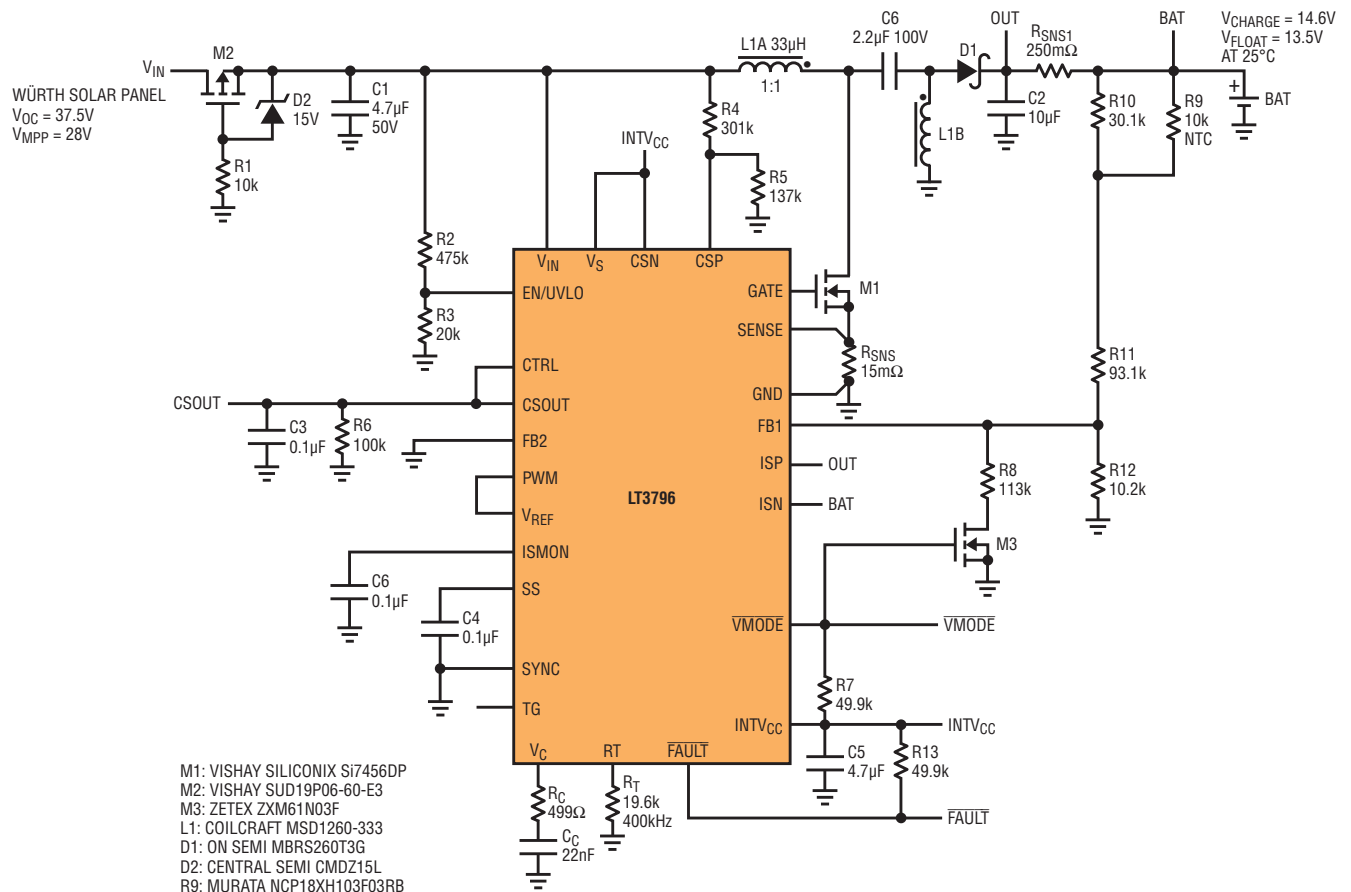 M2
VIN
WÜRTH SOLAR PANEL
VOC = 37.5V
VMPP = 28V
D2
15V
R1
10k
C1
4.7µF
50V
R2
475k
R3
20k
INTVCC
R4
301k
R5
137k
L1A 33µH
1:1
C6
2.2µF 100V
L1B
D1
OUT
RSNS1
250mΩ
C2
10µF
BAT
R10
30.1k
R9
10k
NTC
VCHARGE = 14.6V
VFLOAT = 13.5V
AT 25°C
+
BAT
VIN
VS
CSN
CSP
EN/UVLO
CTRL
CSOUT
FB2
PWM
VREF
ISMON
SS
SYNC
TG
LT3796
GATE
SENSE
GND
FB1
ISP
ISN
VMODE
INTVCC
VC
RT
FAULT
CSOUT
C3
0.1µF
R6
100k
C6
0.1µF
C4
0.1µF
M1
RSNS
15mΩ
OUT
BAT
R11
93.1k
R8
113k
R12
10.2k
M3
VMODE
R7
49.9k
INTVCC
C5
4.7µF
R13
49.9k
FAULT
RC
499Ω
CC
22nF
RT
19.6k
400kHz
M1: VISHAY SILICONIX Si7456DP
M2: VISHAY SUD19P06-60-E3
M3: ZETEX ZXM61N03F
L1: COILCRAFT MSD1260-333
D1: ON SEMI MBRS260T3G
D2: CENTRAL SEMI CMDZ15L
R9: MURATA NCP18XH103F03RB